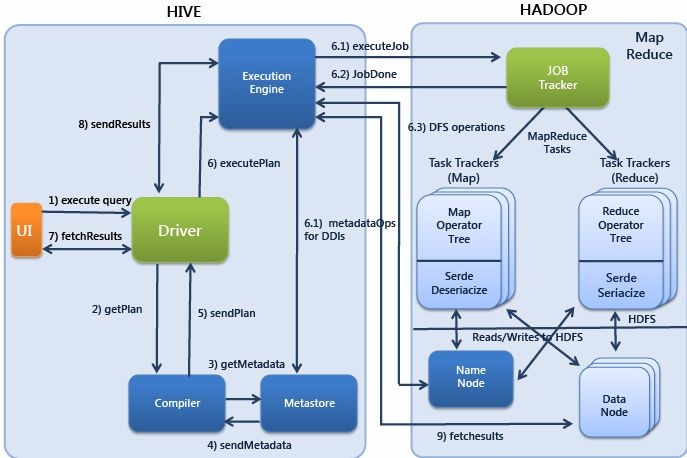 HIVE
HADOOP
Map
Reduce
Execution
Engine
6.1) executeJob
6.2) JobDone
JOB
Tracker
8) sendResults
6.3) DFS operations
MapReduce
Tasks
6) executePlan
Task Trackers
(Map)
Task Trackers
(Reduce)
1) execute query
UI
7) fetchResults
Driver
6.1)  metadataOps
for DDIs
Map
Operator
Tree
Serde
Deseriacize
Reduce
Operator
Tree
Serde
Seriacize
2) getPlan
5) sendPlan
HDFS
Reads/Writes to HDFS
3) getMetadata
Name
Node
Compiler
Metastore
Data
Node
4) sendMetadata
9) fetchesults